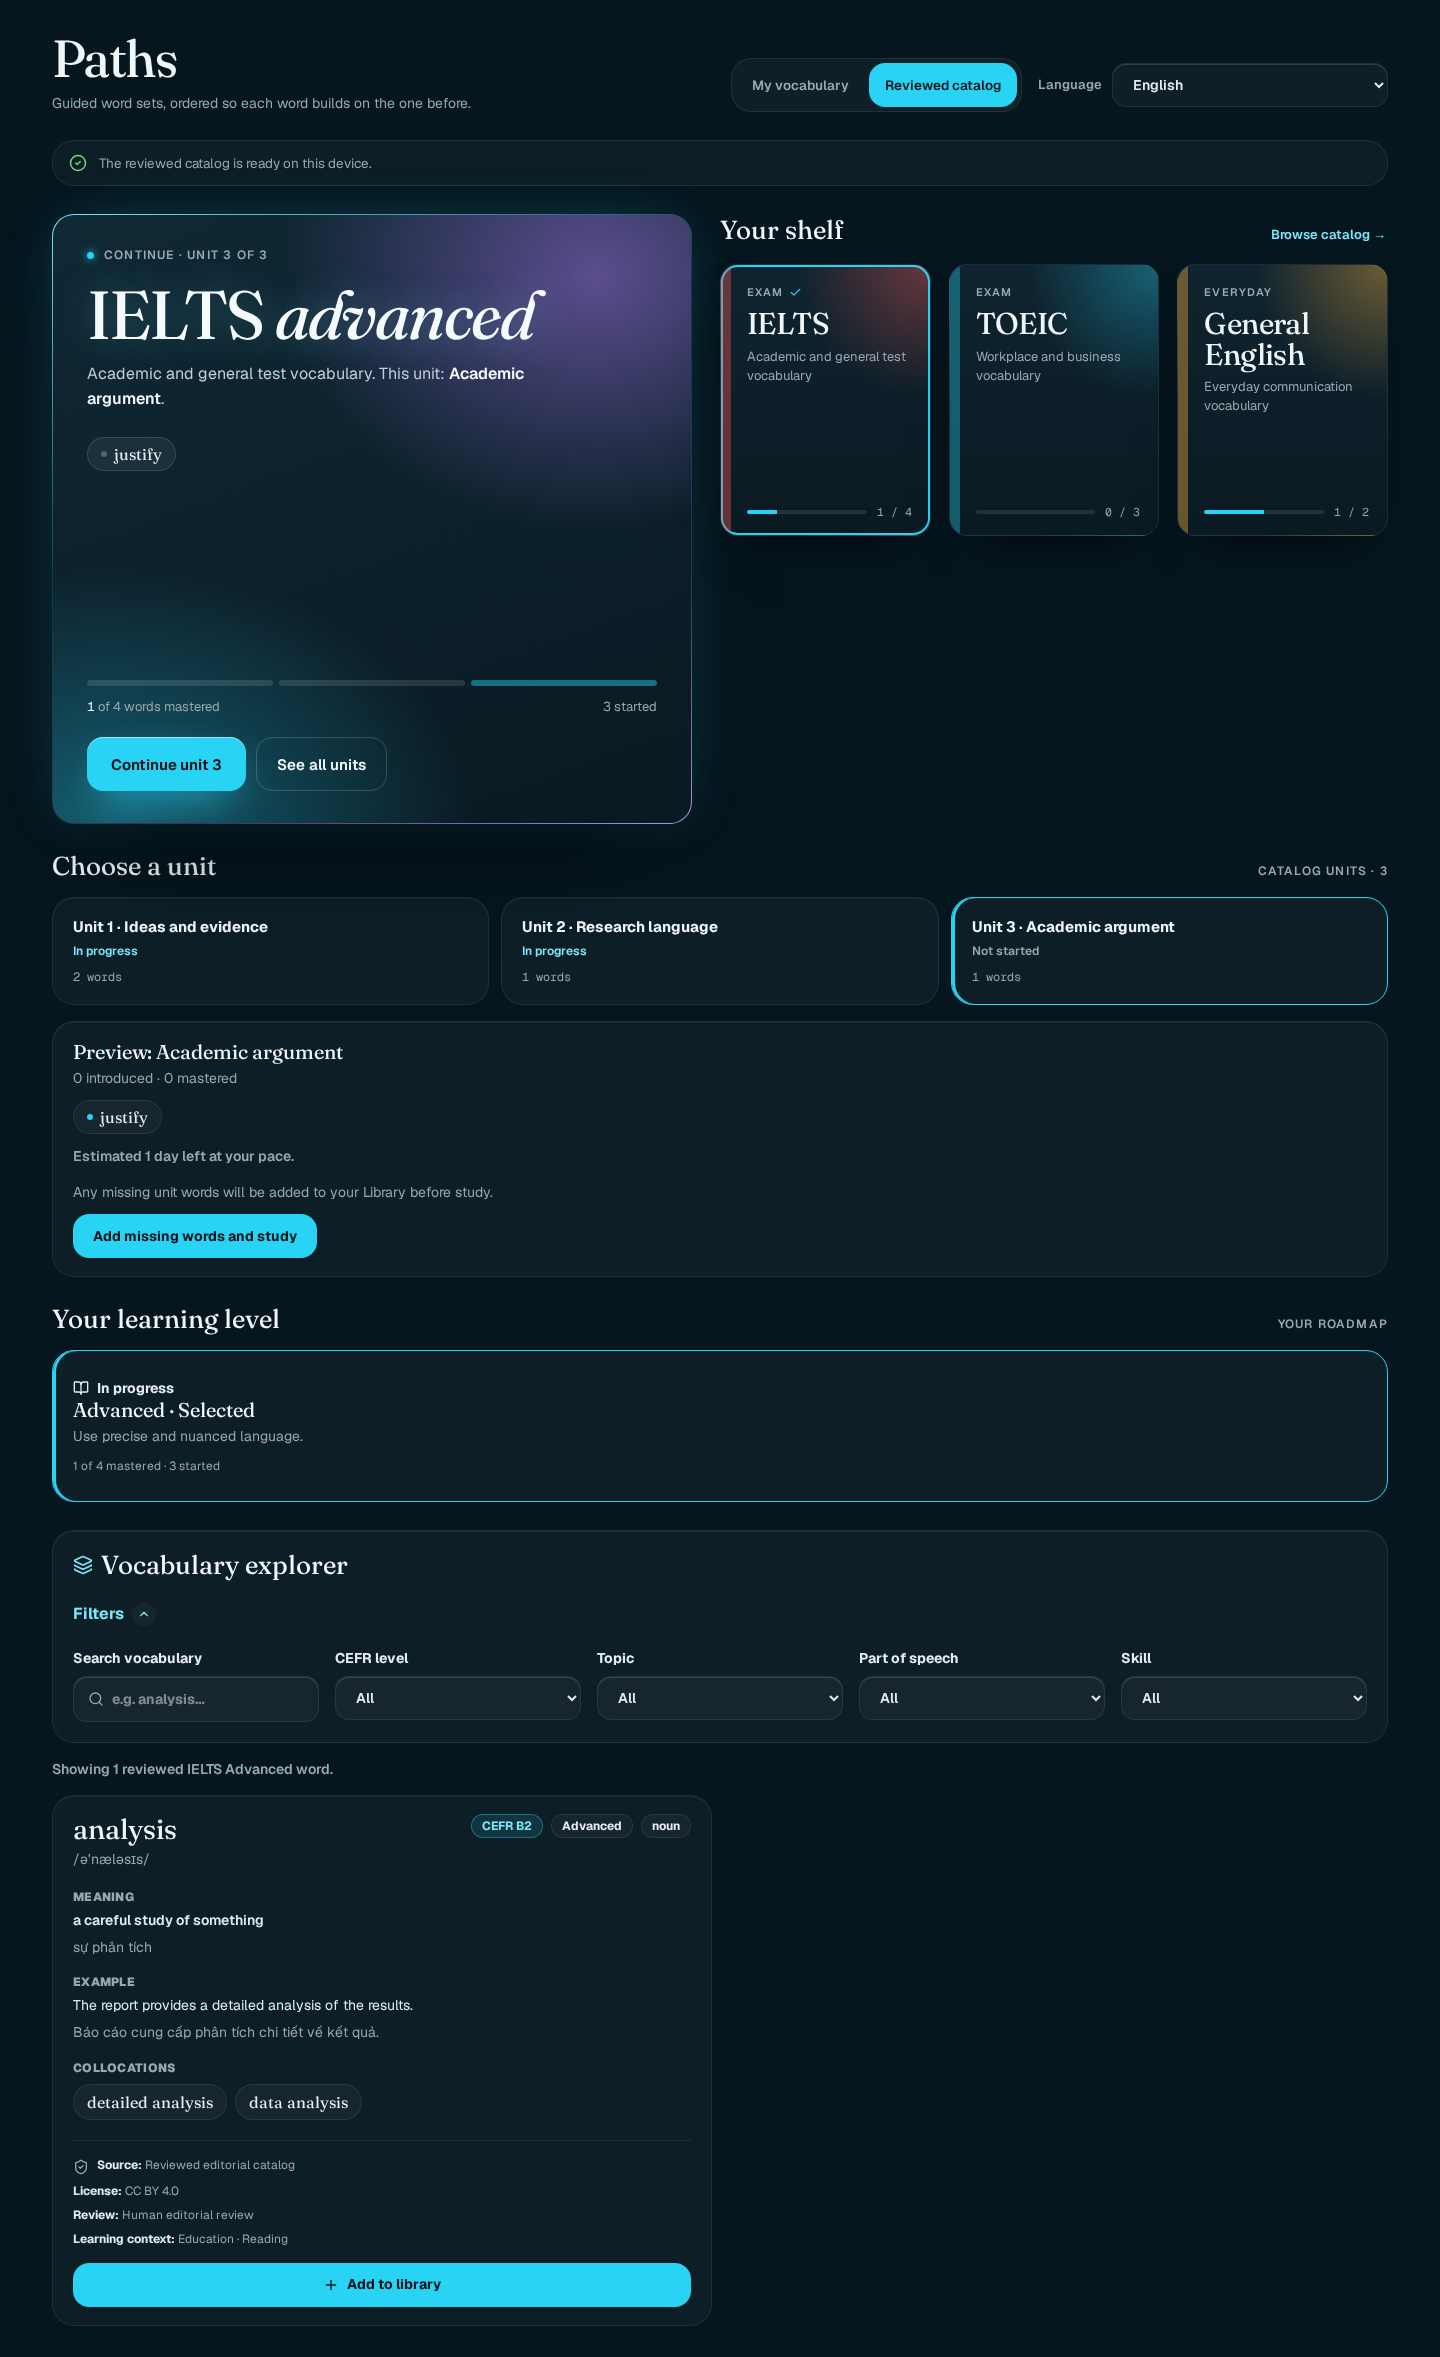 Paths
Guided word sets, ordered so each word builds on the one before.
My vocabulary
Reviewed catalog
Language
English
The reviewed catalog is ready on this device.
CONTINUE · UNIT 3 OF 3
IELTS advanced
Academic and general test vocabulary. This unit: Academic
argument.
justify
1 of 4 words mastered
3 started
Continue unit 3
See all units
Your shelf
Browse catalog →
EXAM
IELTS
Academic and general test
vocabulary
1 / 4
EXAM
TOEIC
Workplace and business
vocabulary
0 / 3
EVERYDAY
General
English
Everyday communication
vocabulary
1 / 2
Choose a unit
CATALOG UNITS · 3
Unit 1 · Ideas and evidence
In progress
2 words
Unit 2 · Research language
In progress
1 words
Unit 3 · Academic argument
Not started
1 words
Preview: Academic argument
0 introduced · 0 mastered
justify
Estimated 1 day left at your pace.
Any missing unit words will be added to your Library before study.
Add missing words and study
Your learning level
YOUR ROADMAP
In progress
Advanced · Selected
Use precise and nuanced language.
1 of 4 mastered · 3 started
Vocabulary explorer
Filters
Search vocabulary
e.g. analysis...
CEFR level
All
Topic
All
Part of speech
All
Skill
All
Showing 1 reviewed IELTS Advanced word.
analysis
CEFR B2
Advanced
noun
/əˈnæləsɪs/
MEANING
a careful study of something
sự phân tích
EXAMPLE
The report provides a detailed analysis of the results.
Báo cáo cung cấp phân tích chi tiết về kết quả.
COLLOCATIONS
detailed analysis
data analysis
Source: Reviewed editorial catalog
License: CC BY 4.0
Review: Human editorial review
Learning context: Education · Reading
Add to library